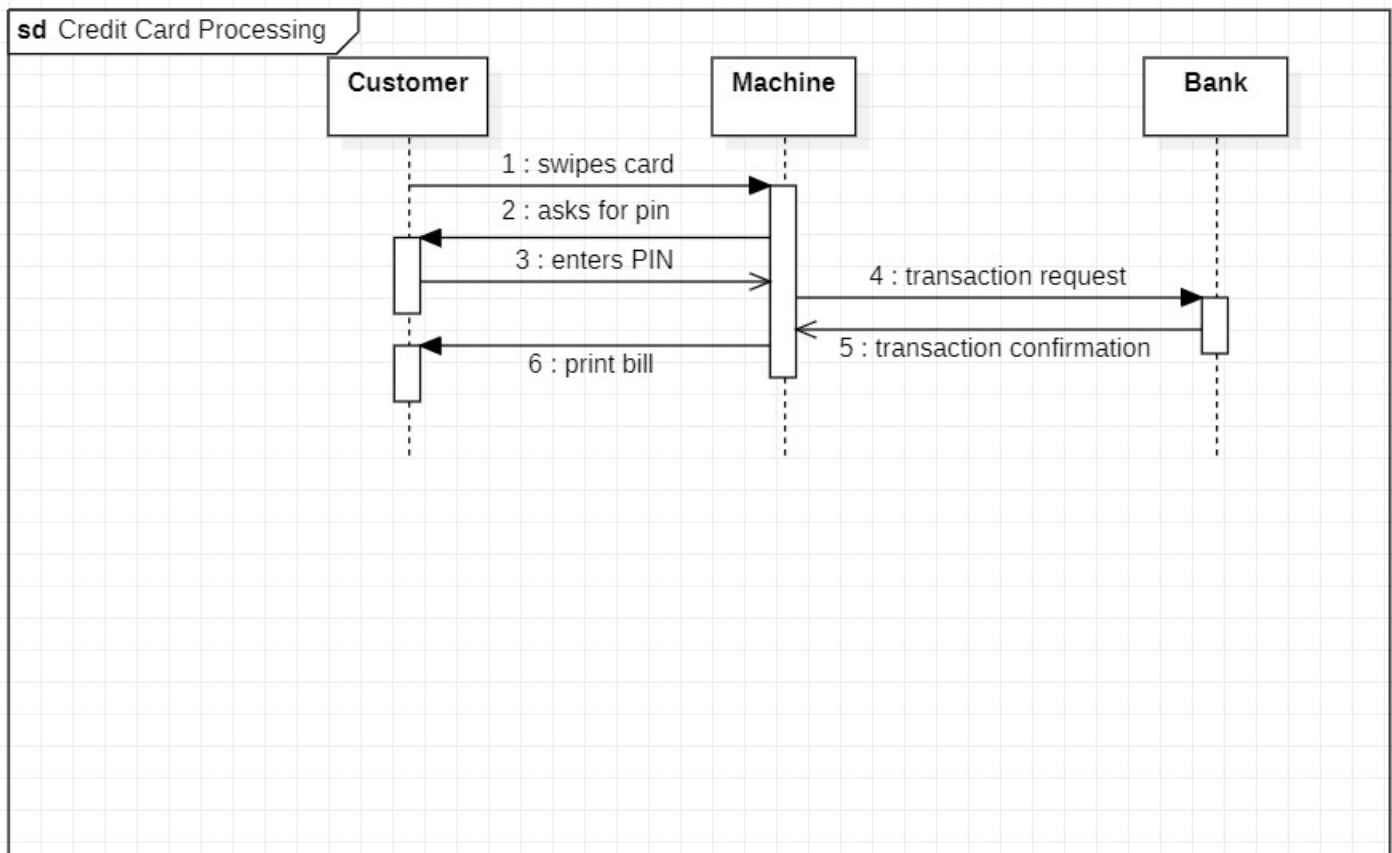 sd Credit Card Processing
Customer
Machine
Bank
1 : swipes card
2 : asks for pin
3 : enters PIN
4 : transaction request
5 : transaction confirmation
6 : print bill